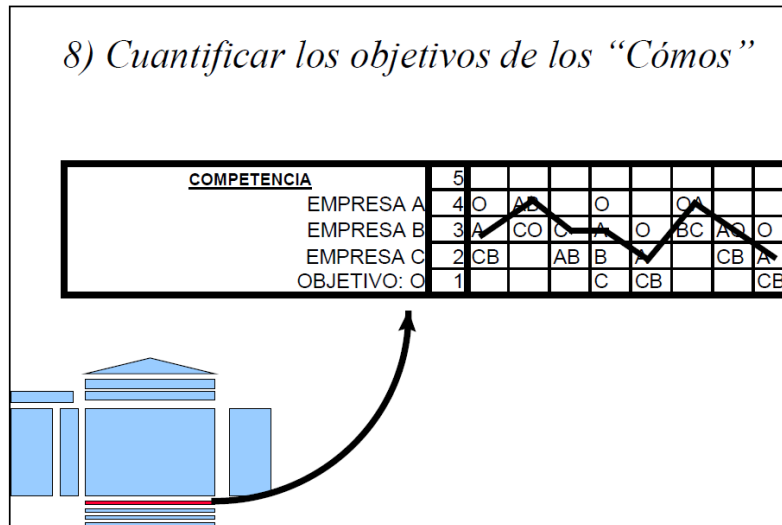 8) Cuantificar los objetivos de los “Cómos”
COMPETENCIA 5
EMPRESA A 4 O AB O OA
EMPRESA B 3 A CO A O BC AO O
EMPRESA C 2 CB AB B A CB A
OBJETIVO: O 1 C CB CB